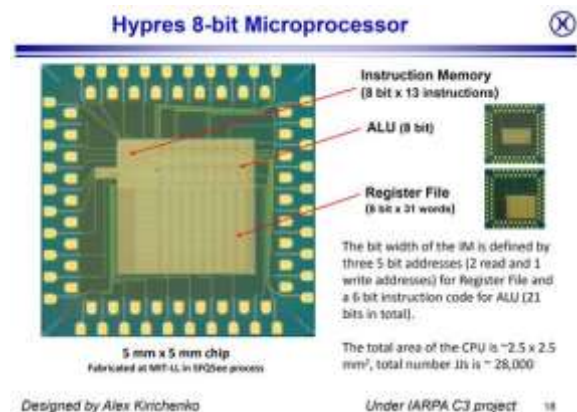 Hypres 8-bit Microprocessor
Instruction Memory
(8 bit x 13 instructions)
ALU (8 bit)
Register File
(8 bit x 31 words)
The bit width of the IM is defined by
three 5 bit addresses (2 read and 1
write addresses) for Register File and
a 6 bit instruction code for ALU (21
bits in total).
5 mm x 5 mm chip
Fabricated at MIT-LL in SFQ5ee process
The total area of the CPU is ~2.5 x 2.5
mm², total number JJs is ~ 28,000
Designed by Alex Kirichenko
Under IARPA C3 project
18